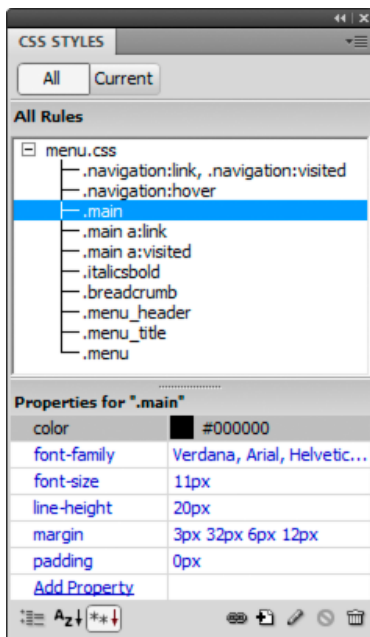 CSS STYLES
All Current
All Rules
menu.css
.navigation:link, .navigation:visited
.navigation:hover
.main
.main a:link
.main a:visited
.italicsbold
.breadcrumb
.menu_header
.menu_title
.menu
Properties for ".main"
color #000000
font-family Verdana, Arial, Helvetic...
font-size 11px
line-height 20px
margin 3px 32px 6px 12px
padding 0px
Add Property
Az↓ **↓